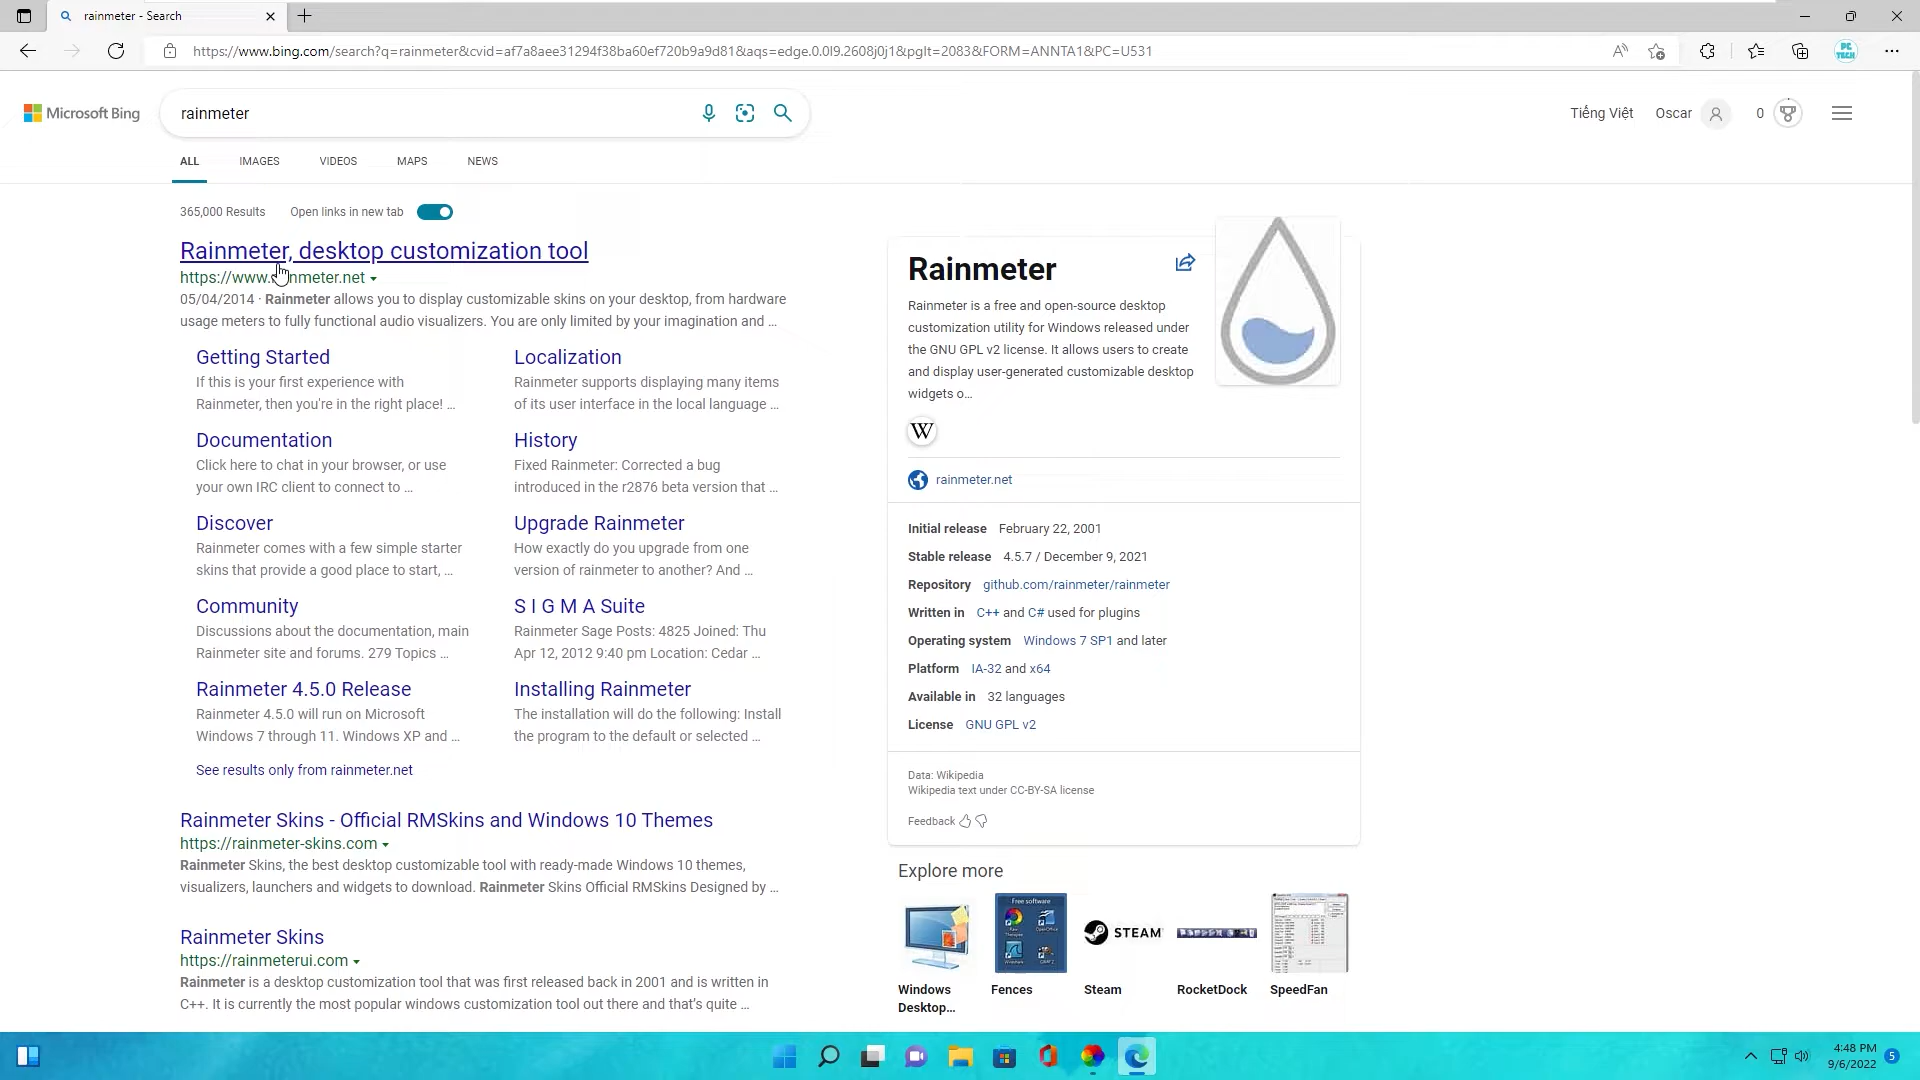 rainmeter - Search
https://www.bing.com/search?q=rainmeter&cvid=af7a8aee31294f38ba60ef720b9a9d81&aqs=edge.0.0l9.2608j0j1&pglt=2083&FORM=ANNTA1&PC=U531
PC
TECH
Microsoft Bing
rainmeter
Tiếng Việt
Oscar
0
ALL
IMAGES
VIDEOS
MAPS
NEWS
365,000 Results
Open links in new tab
Rainmeter, desktop customization tool
https://www.rainmeter.net
05/04/2014 · Rainmeter allows you to display customizable skins on your desktop, from hardware
usage meters to fully functional audio visualizers. You are only limited by your imagination and ...
Getting Started
If this is your first experience with
Rainmeter, then you're in the right place! ...
Localization
Rainmeter supports displaying many items
of its user interface in the local language ...
Documentation
Click here to chat in your browser, or use
your own IRC client to connect to ...
History
Fixed Rainmeter: Corrected a bug
introduced in the r2876 beta version that ...
Discover
Rainmeter comes with a few simple starter
skins that provide a good place to start, ...
Upgrade Rainmeter
How exactly do you upgrade from one
version of rainmeter to another? And ...
Community
Discussions about the documentation, main
Rainmeter site and forums. 279 Topics ...
S I G M A Suite
Rainmeter Sage Posts: 4825 Joined: Thu
Apr 12, 2012 9:40 pm Location: Cedar ...
Rainmeter 4.5.0 Release
Rainmeter 4.5.0 will run on Microsoft
Windows 7 through 11. Windows XP and ...
Installing Rainmeter
The installation will do the following: Install
the program to the default or selected ...
See results only from rainmeter.net
Rainmeter Skins - Official RMSkins and Windows 10 Themes
https://rainmeter-skins.com
Rainmeter Skins, the best desktop customizable tool with ready-made Windows 10 themes,
visualizers, launchers and widgets to download. Rainmeter Skins Official RMSkins Designed by ...
Rainmeter Skins
https://rainmeterui.com
Rainmeter is a desktop customization tool that was first released back in 2001 and is written in
C++. It is currently the most popular windows customization tool out there and that's quite ...
Rainmeter
Rainmeter is a free and open-source desktop
customization utility for Windows released under
the GNU GPL v2 license. It allows users to create
and display user-generated customizable desktop
widgets o...
W
rainmeter.net
Initial release February 22, 2001
Stable release 4.5.7 / December 9, 2021
Repository github.com/rainmeter/rainmeter
Written in C++ and C# used for plugins
Operating system Windows 7 SP1 and later
Platform IA-32 and x64
Available in 32 languages
License GNU GPL v2
Data: Wikipedia
Wikipedia text under CC-BY-SA license
Feedback
Explore more
Free software
STEAM
Windows
Desktop...
Fences
Steam
RocketDock
SpeedFan
4:48 PM
9/6/2022
5